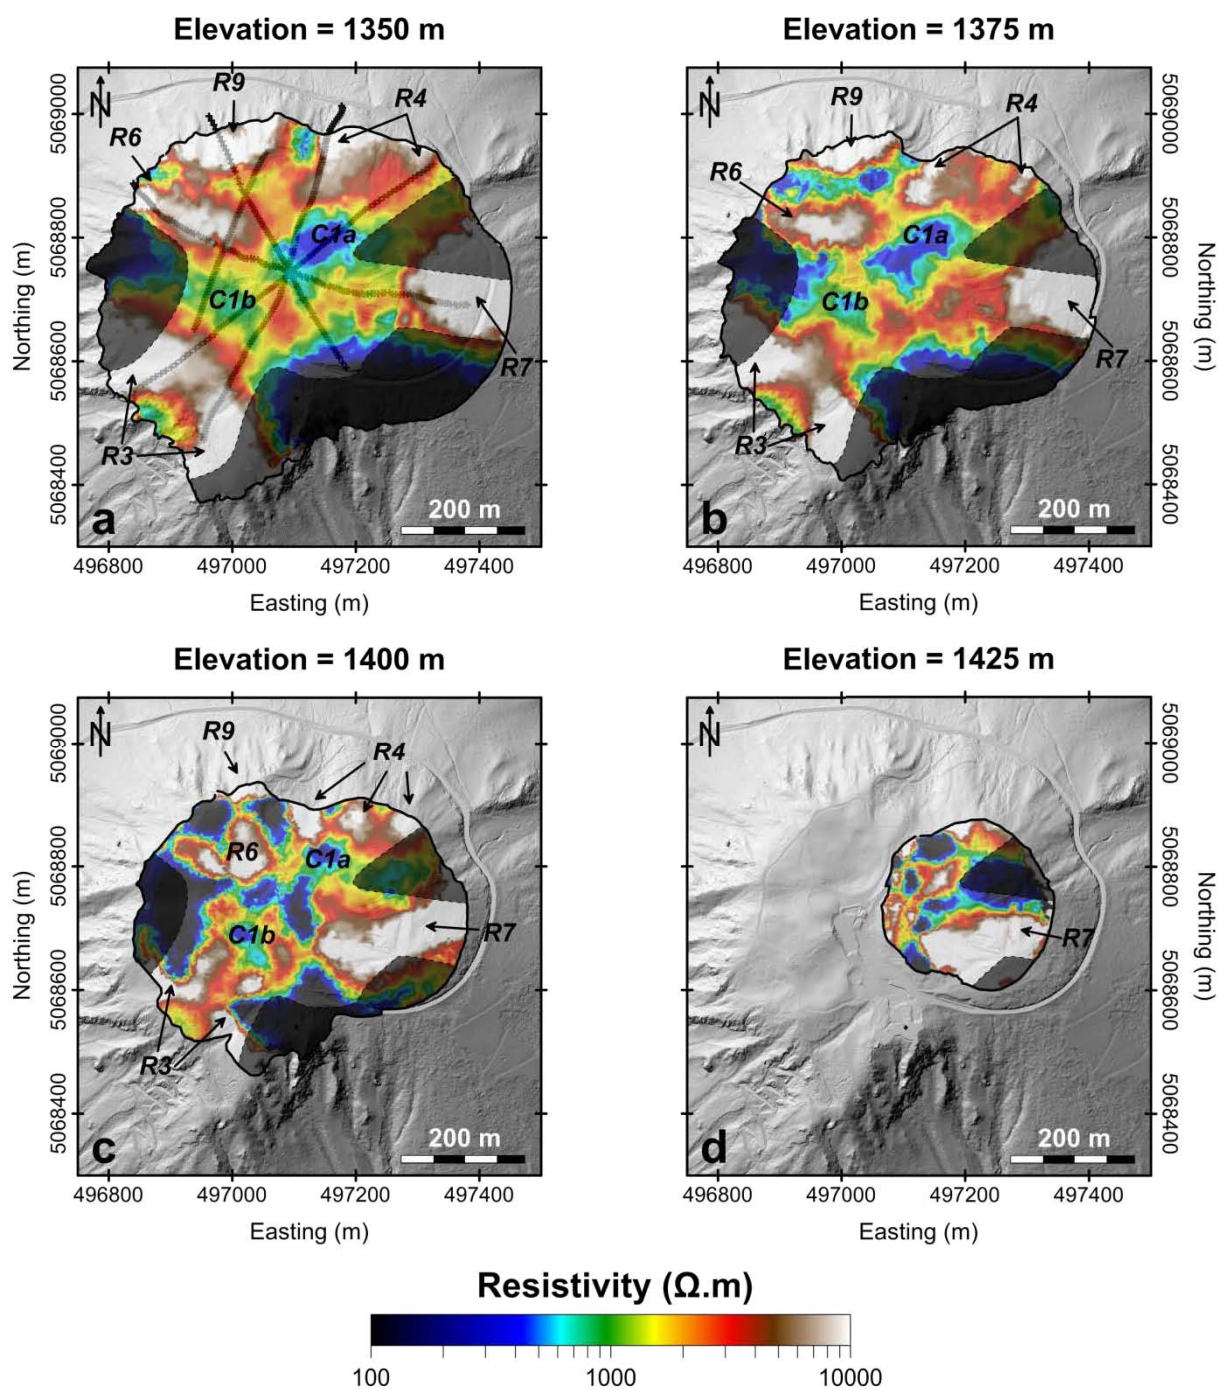 Elevation = 1350 m
Elevation = 1375 m
N
R9
R4
R6
C1a
C1b
R7
R3
a
200 m
5069000
5068800
5068600
5068400
Northing (m)
496800 497000 497200 497400
Easting (m)
N
R9
R4
R6
C1a
C1b
R7
R3
b
200 m
5069000
5068800
5068600
5068400
Northing (m)
496800 497000 497200 497400
Easting (m)
Elevation = 1400 m
Elevation = 1425 m
N
R9
R4
R6
C1a
C1b
R7
R3
c
200 m
5069000
5068800
5068600
5068400
Northing (m)
496800 497000 497200 497400
Easting (m)
N
R7
d
200 m
5069000
5068800
5068600
5068400
Northing (m)
496800 497000 497200 497400
Easting (m)
Resistivity (Ω.m)
100 1000 10000